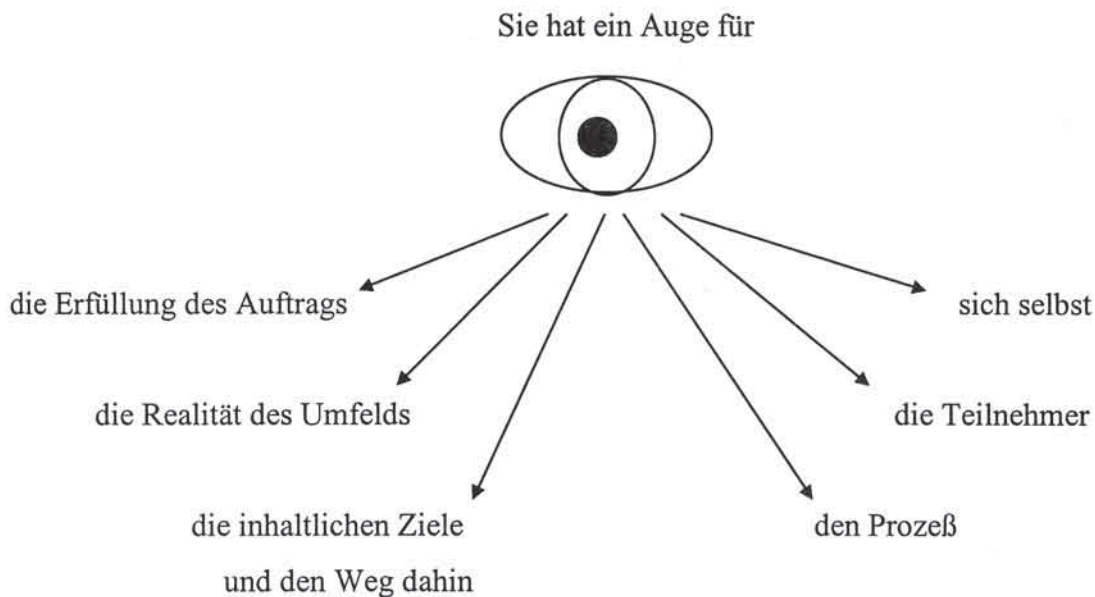 Sie hat ein Auge für
die Erfüllung des Auftrags
sich selbst
die Realität des Umfelds
die Teilnehmer
die inhaltlichen Ziele
und den Weg dahin
den Prozeß